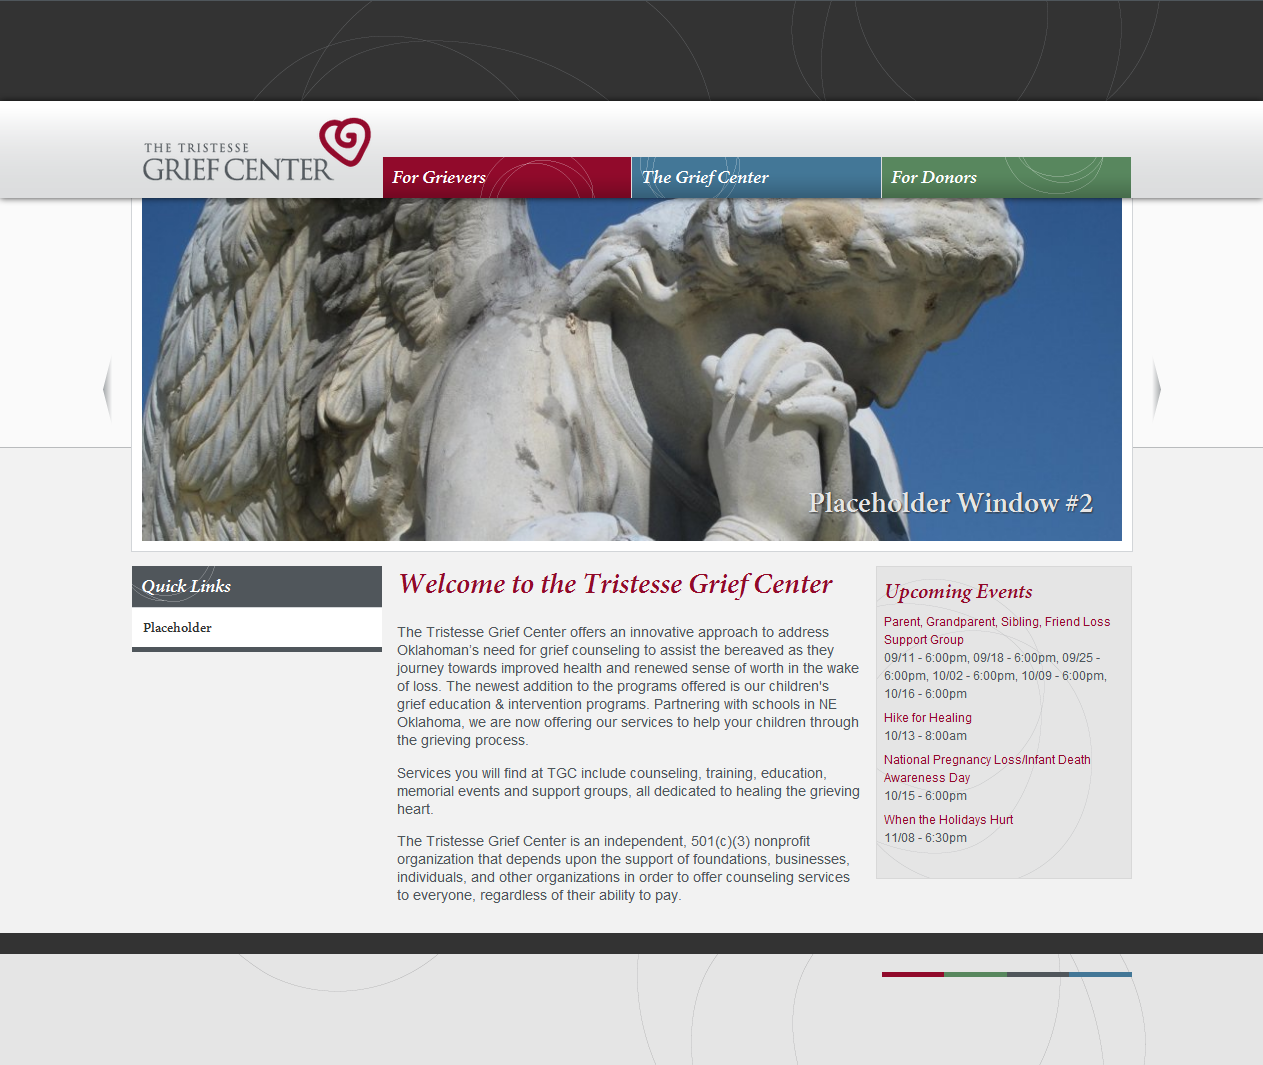 THE TRISTESSE
GRIEF CENTER
For Grievers
The Grief Center
For Donors
Placeholder Window #2
Quick Links
Placeholder
Welcome to the Tristesse Grief Center
The Tristesse Grief Center offers an innovative approach to address
Oklahoman's need for grief counseling to assist the bereaved as they
journey towards improved health and renewed sense of worth in the wake
of loss. The newest addition to the programs offered is our children's
grief education & intervention programs. Partnering with schools in NE
Oklahoma, we are now offering our services to help your children through
the grieving process.
Services you will find at TGC include counseling, training, education,
memorial events and support groups, all dedicated to healing the grieving
heart.
The Tristesse Grief Center is an independent, 501(c)(3) nonprofit
organization that depends upon the support of foundations, businesses,
individuals, and other organizations in order to offer counseling services
to everyone, regardless of their ability to pay.
Upcoming Events
Parent, Grandparent, Sibling, Friend Loss
Support Group
09/11 - 6:00pm, 09/18 - 6:00pm, 09/25 -
6:00pm, 10/02 - 6:00pm, 10/09 - 6:00pm,
10/16 - 6:00pm
Hike for Healing
10/13 - 8:00am
National Pregnancy Loss/Infant Death
Awareness Day
10/15 - 6:00pm
When the Holidays Hurt
11/08 - 6:30pm